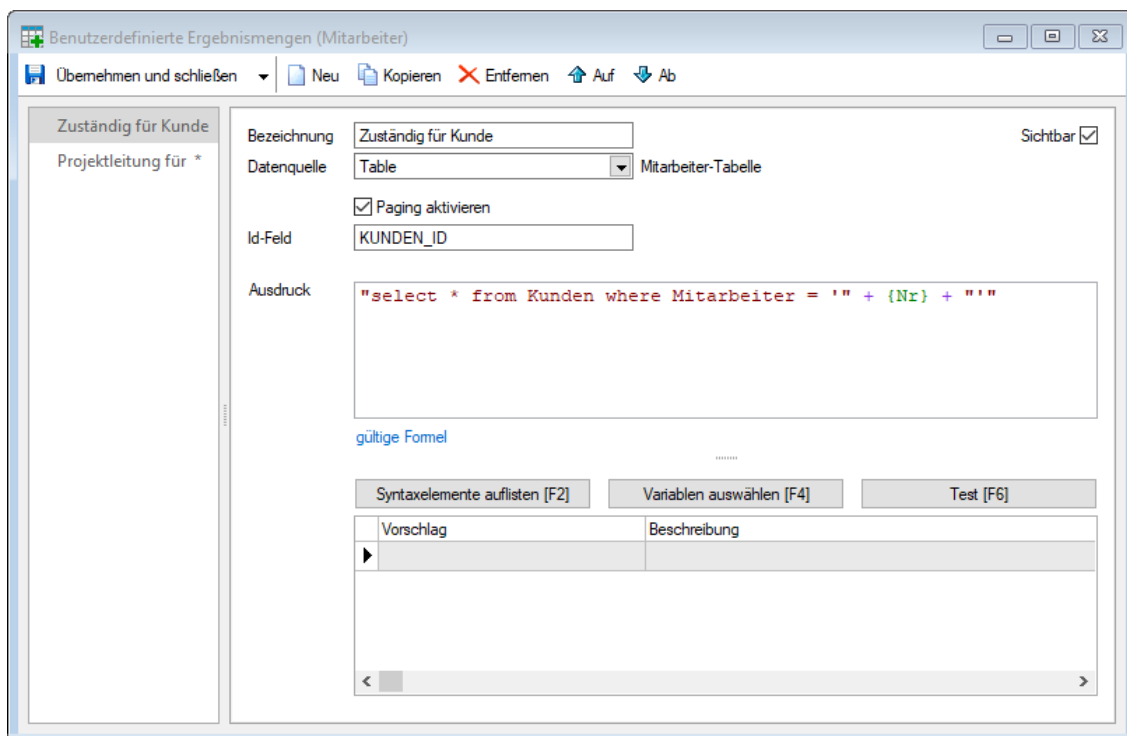 Benutzerdefinierte Ergebnismengen (Mitarbeiter)
Übernehmen und schließen Neu Kopieren Entfernen Auf Ab
Zuständig für Kunde
Projektleitung für *
Bezeichnung Zuständig für Kunde Sichtbar
Datenquelle Table Mitarbeiter-Tabelle
Paging aktivieren
Id-Feld KUNDEN_ID
Ausdruck "select * from Kunden where Mitarbeiter = '" + {Nr} + "'"
gültige Formel
Syntaxelemente auflisten [F2] Variablen auswählen [F4] Test [F6]
Vorschlag Beschreibung